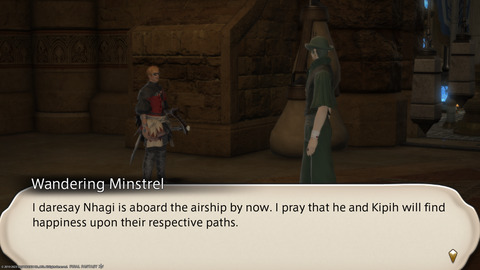 Wandering Minstrel
I daresay Nhagi is aboard the airship by now. I pray that he and Kipih will find
happiness upon their respective paths.